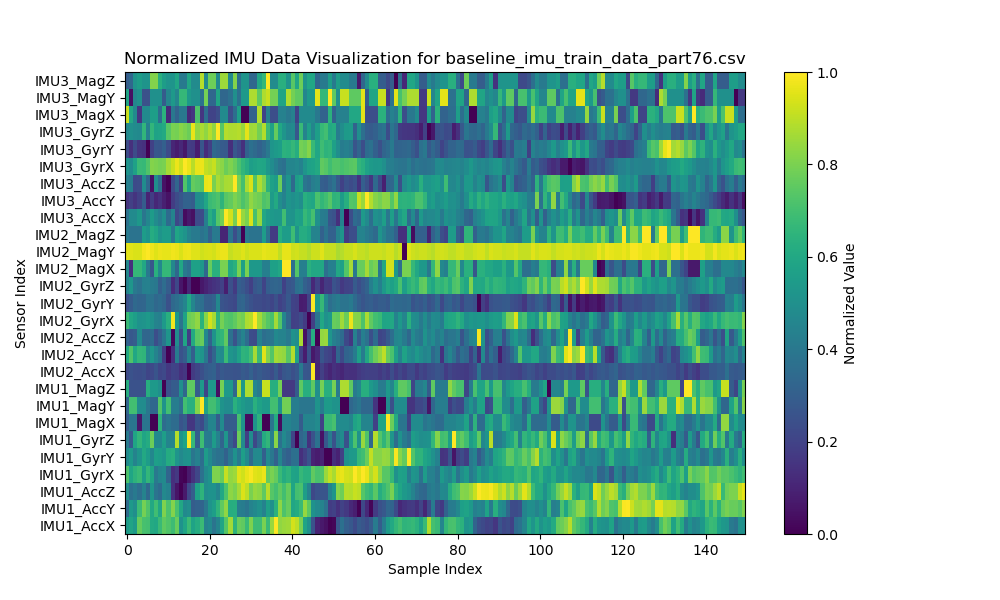 Normalized IMU Data Visualization for baseline_imu_train_data_part76.csv
IMU3_MagZ
IMU3_MagY
IMU3_MagX
IMU3_GyrZ
IMU3_GyrY
IMU3_GyrX
IMU3_AccZ
IMU3_AccY
IMU3_AccX
IMU2_MagZ
IMU2_MagY
IMU2_MagX
IMU2_GyrZ
IMU2_GyrY
IMU2_GyrX
IMU2_AccZ
IMU2_AccY
IMU2_AccX
IMU1_MagZ
IMU1_MagY
IMU1_MagX
IMU1_GyrZ
IMU1_GyrY
IMU1_GyrX
IMU1_AccZ
IMU1_AccY
IMU1_AccX
Sensor Index
0 20 40 60 80 100 120 140
Sample Index
1.0
0.8
0.6
0.4
0.2
0.0
Normalized Value